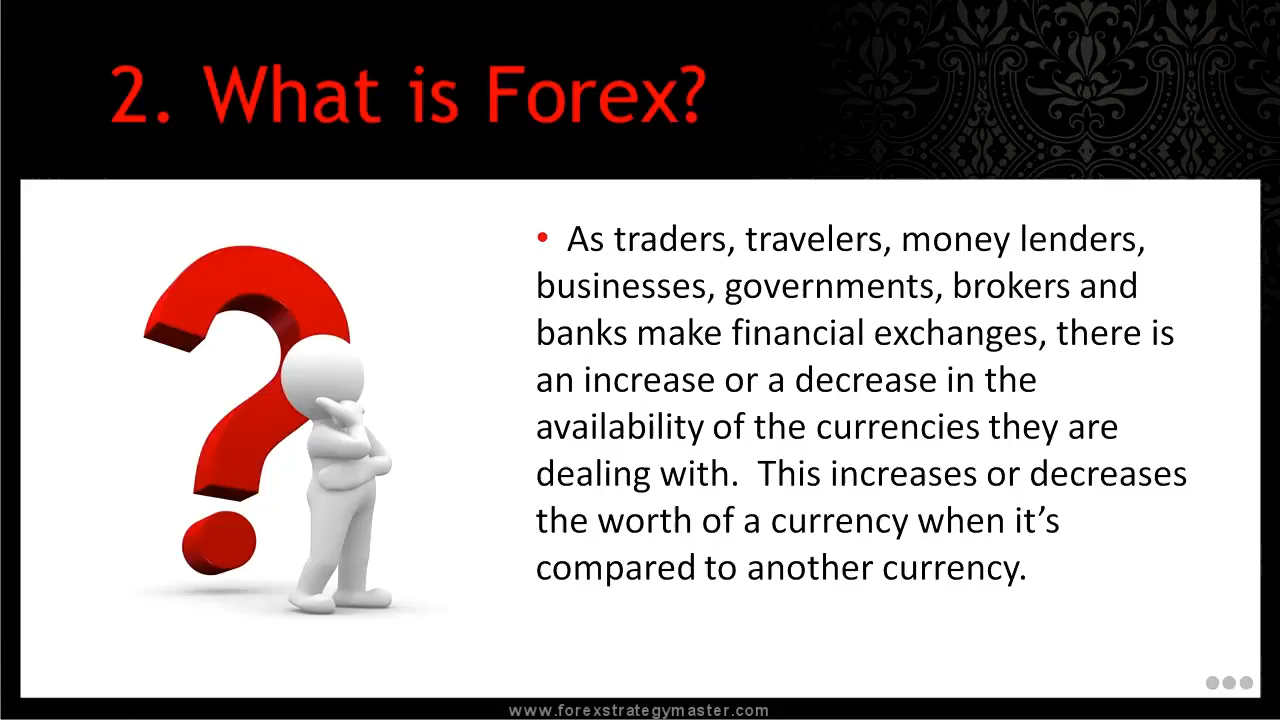 2. What is Forex?
• As traders, travelers, money lenders,
businesses, governments, brokers and
banks make financial exchanges, there is
an increase or a decrease in the
availability of the currencies they are
dealing with.  This increases or decreases
the worth of a currency when it’s
compared to another currency.
www.forexstrategymaster.com